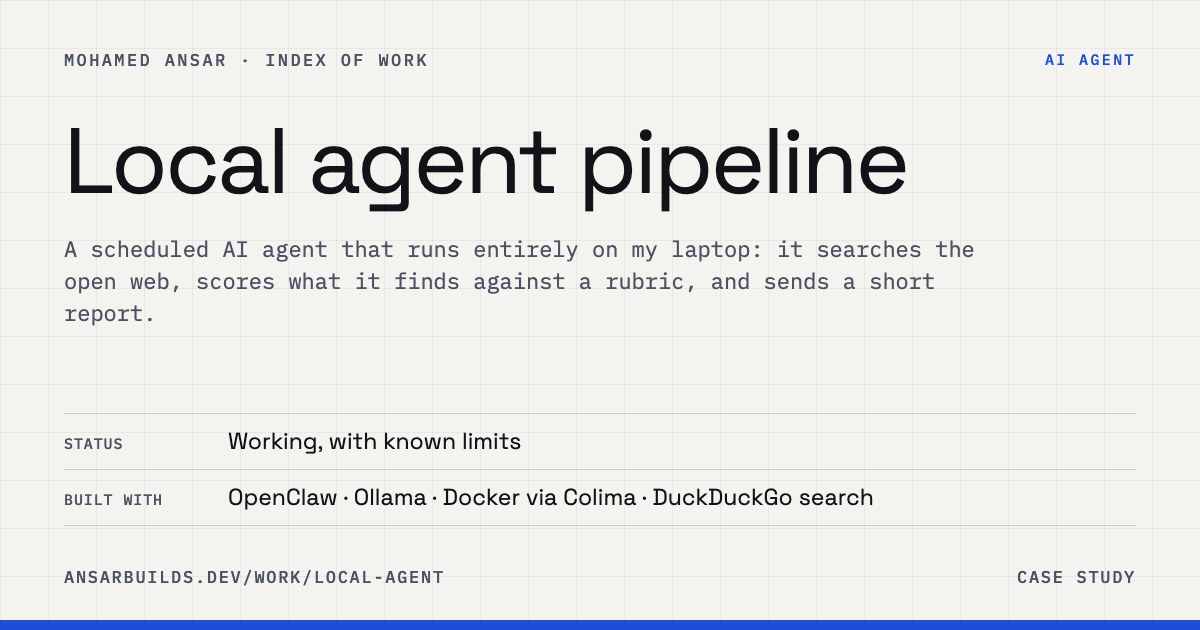 MOHAMED ANSAR · INDEX OF WORK
AI AGENT
Local agent pipeline
A scheduled AI agent that runs entirely on my laptop: it searches the
open web, scores what it finds against a rubric, and sends a short
report.
STATUS
Working, with known limits
BUILT WITH
OpenClaw · Ollama · Docker via Colima · DuckDuckGo search
ANSARBUILDS.DEV/WORK/LOCAL-AGENT
CASE STUDY